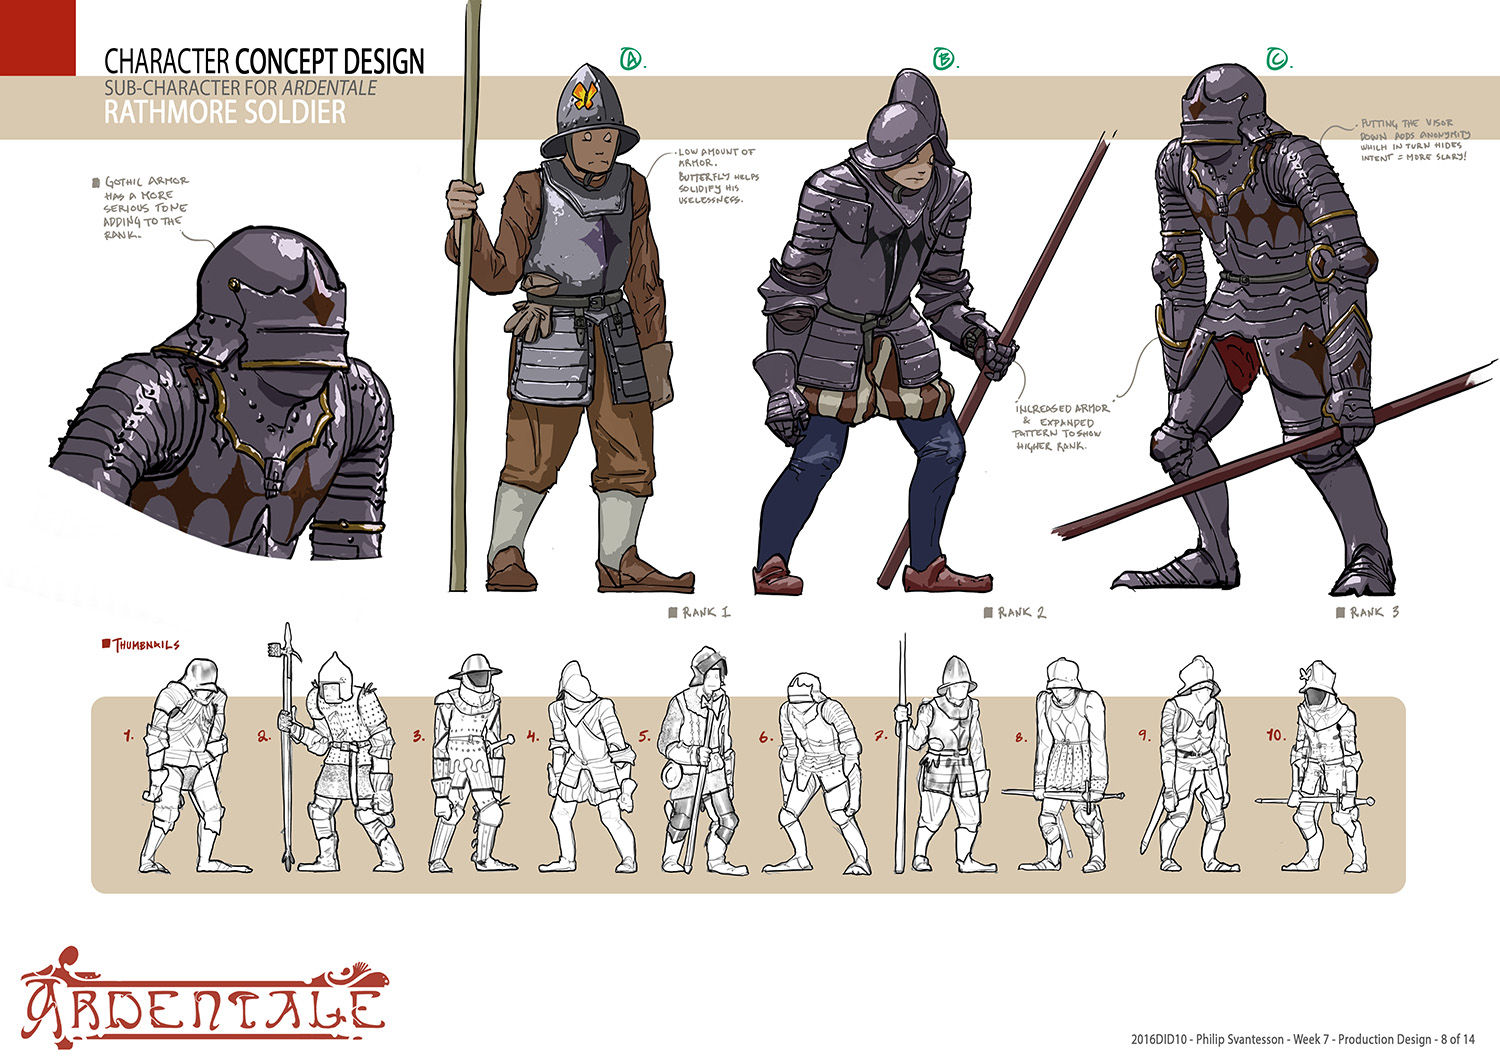 CHARACTER CONCEPT DESIGN
SUB-CHARACTER FOR ARDENTALE
RATHMORE SOLDIER
A.
B.
C.
GOTHIC ARMOR
HAS A MORE
SERIOUS TONE
ADDING TO THE
RANK.
· LOW AMOUNT OF
ARMOR.
BUTTERFLY HELPS
SOLIDIFY HIS
USELESSNESS.
· PUTTING THE VISOR
DOWN ADDS ANONYMITY
WHICH IN TURN HIDES
INTENT = MORE SCARY!
INCREASED ARMOR
& EXPANDED
PATTERN TO SHOW
HIGHER RANK.
RANK 1
RANK 2
RANK 3
THUMBNAILS
1.
2.
3.
4.
5.
6.
7.
8.
9.
10.
ARDENTALE
2016DID10 - Philip Svantesson - Week 7 - Production Design - 8 of 14